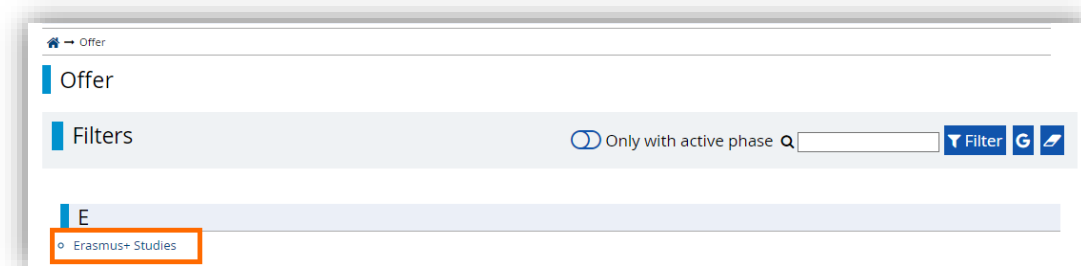 → Offer
Offer
Filters
Only with active phase
Filter
G
E
Erasmus+ Studies